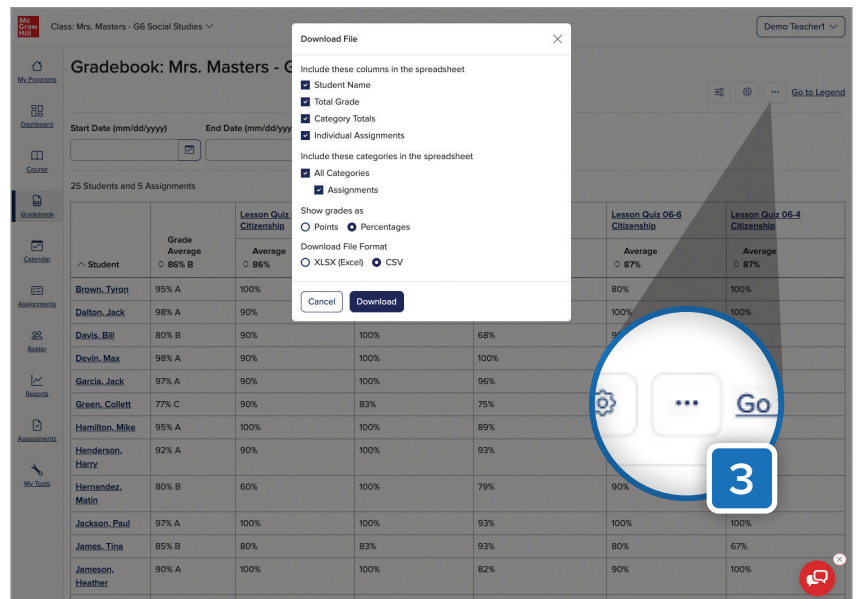 Mc
Graw
Hill
Class: Mrs. Masters - G6 Social Studies
Demo Teacher1
My Programs
Dashboard
Course
Gradebook
Calendar
Assignments
Roster
Reports
Assessments
My Tools
Gradebook: Mrs. Masters -
Go to Legend
Start Date (mm/dd/yyyy)
End Date (mm/dd/yyy
25 Students and 5 Assignments
Download File
Include these columns in the spreadsheet
Student Name
Total Grade
Category Totals
Individual Assignments
Include these categories in the spreadsheet
All Categories
Assignments
Show grades as
Points Percentages
Download File Format
XLSX (Excel) CSV
Cancel Download
Lesson Quiz Lesson Quiz 06-6 Lesson Quiz 06-4
Citizenship Citizenship Citizenship
Grade
Average Average Average Average
Student 86% B 86% 87% 87%
Brown, Tyron 95% A 100% 80% 100%
Dalton, Jack 98% A 90% 100% 100%
Davis, Bill 80% B 90% 100% 68%
Devin, Max 98% A 90% 100% 100%
Garcia, Jack 97% A 90% 100% 96%
Green, Collett 77% C 90% 83% 75%
Hamilton, Mike 95% A 100% 100% 89%
Henderson, 92% A 90% 100% 93%
Harry
Hernandez, 80% B 60% 100% 79% 90%
Matin
Jackson, Paul 97% A 100% 100% 93% 100% 100%
James, Tina 85% B 80% 83% 93% 80% 67%
Jameson, 90% A 100% 100% 82% 90% 100%
Heather
Go
3